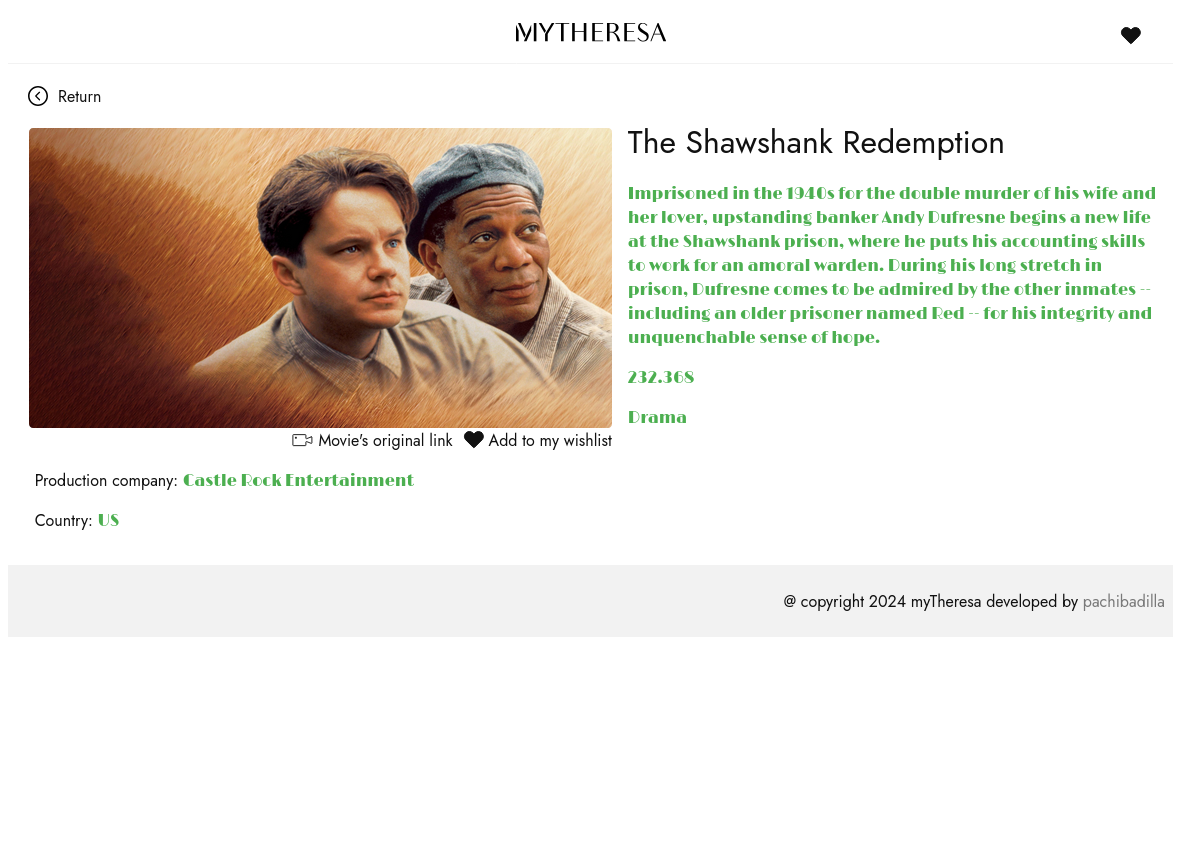 MYTHERESA
Return
The Shawshank Redemption
Imprisoned in the 1940s for the double murder of his wife and
her lover, upstanding banker Andy Dufresne begins a new life
at the Shawshank prison, where he puts his accounting skills
to work for an amoral warden. During his long stretch in
prison, Dufresne comes to be admired by the other inmates --
including an older prisoner named Red -- for his integrity and
unquenchable sense of hope.
232.368
Drama
Movie's original link Add to my wishlist
Production company: Castle Rock Entertainment
Country: US
@ copyright 2024 myTheresa developed by pachibadilla